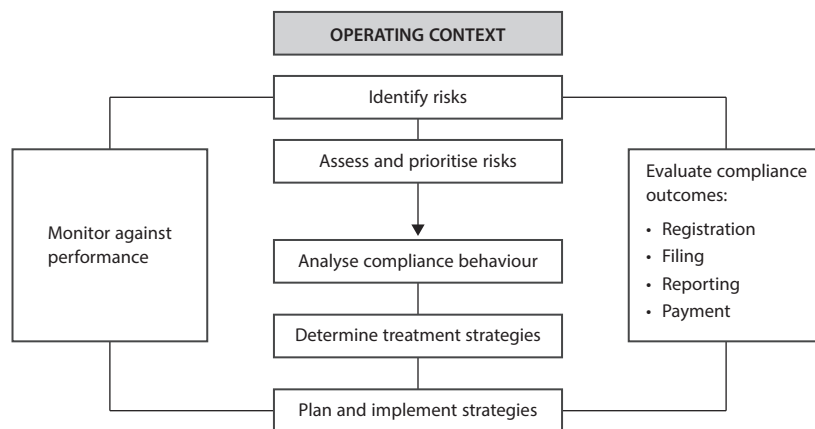 OPERATING CONTEXT
Identify risks
Assess and prioritise risks
Monitor against
performance
Evaluate compliance
outcomes:
• Registration
• Filing
• Reporting
• Payment
Analyse compliance behaviour
Determine treatment strategies
Plan and implement strategies